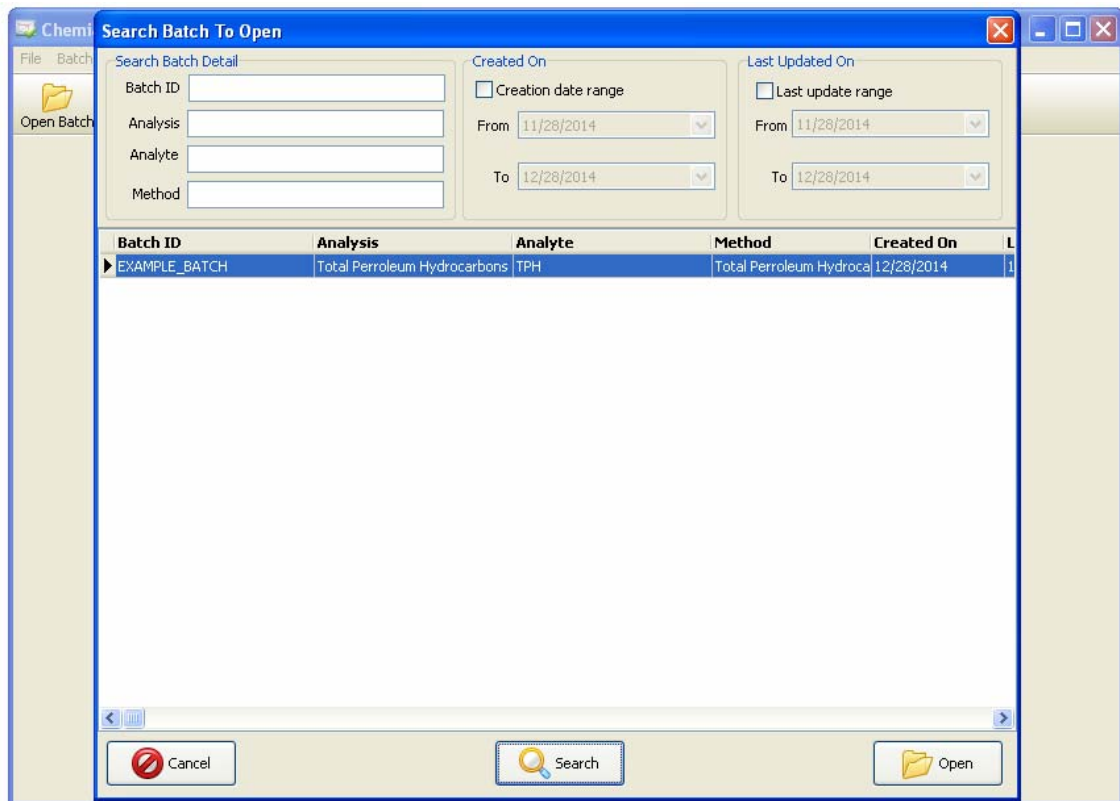 Chemi
Search Batch To Open
File Batch
Open Batch
Search Batch Detail
Batch ID
Analysis
Analyte
Method
Created On
Creation date range
From 11/28/2014
To 12/28/2014
Last Updated On
Last update range
From 11/28/2014
To 12/28/2014
Batch ID Analysis Analyte Method Created On L
EXAMPLE_BATCH Total Perroleum Hydrocarbons TPH Total Perroleum Hydroca 12/28/2014 1
Cancel Search Open